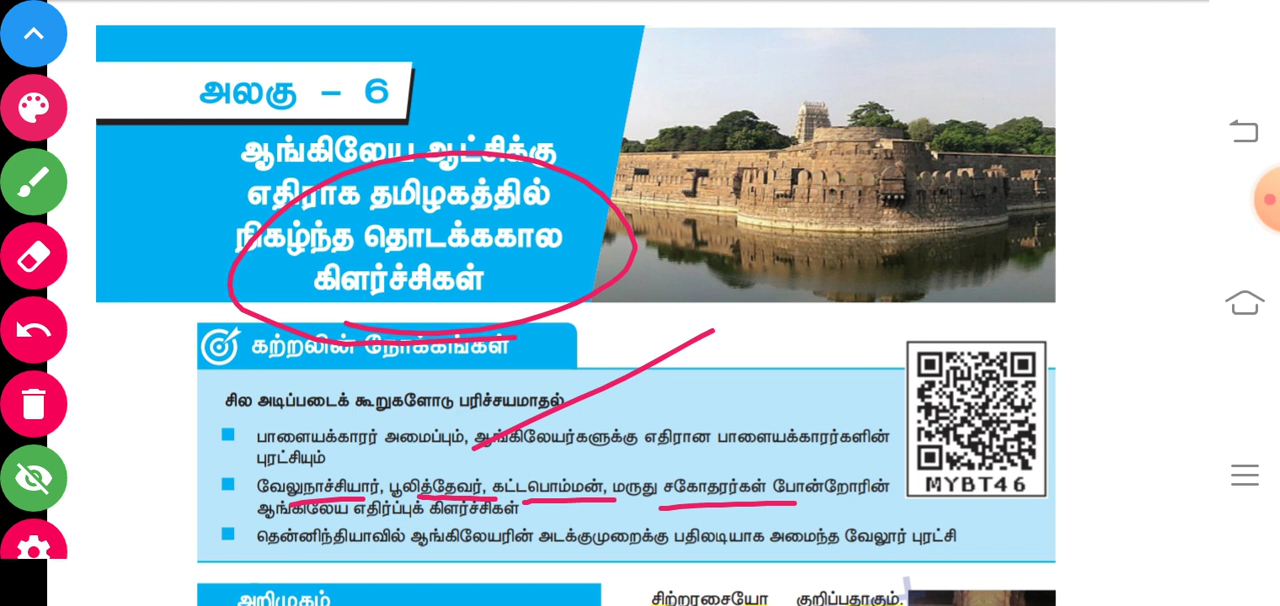 அலகு - 6
ஆங்கிலேய ஆட்சிக்கு
எதிராக தமிழகத்தில்
நிகழ்ந்த தொடக்ககால
கிளர்ச்சிகள்
கற்றலின் நோக்கங்கள்
சில அடிப்படைக் கூறுகளோடு பரிச்சயமாதல்
பாளையக்காரர் அமைப்பும், ஆங்கிலேயர்களுக்கு எதிரான பாளையக்காரர்களின்
புரட்சியும்
வேலுநாச்சியார், பூலித்தேவர், கட்டபொம்மன், மருது சகோதரர்கள் போன்றோரின்
ஆங்கிலேய எதிர்ப்புக் கிளர்ச்சிகள்
தென்னிந்தியாவில் ஆங்கிலேயரின் அடக்குமுறைக்கு பதிலடியாக அமைந்த வேலூர் புரட்சி
MYBT46
அறிமுகம்
சிற்றரசையோ குறிப்பதாகும்.